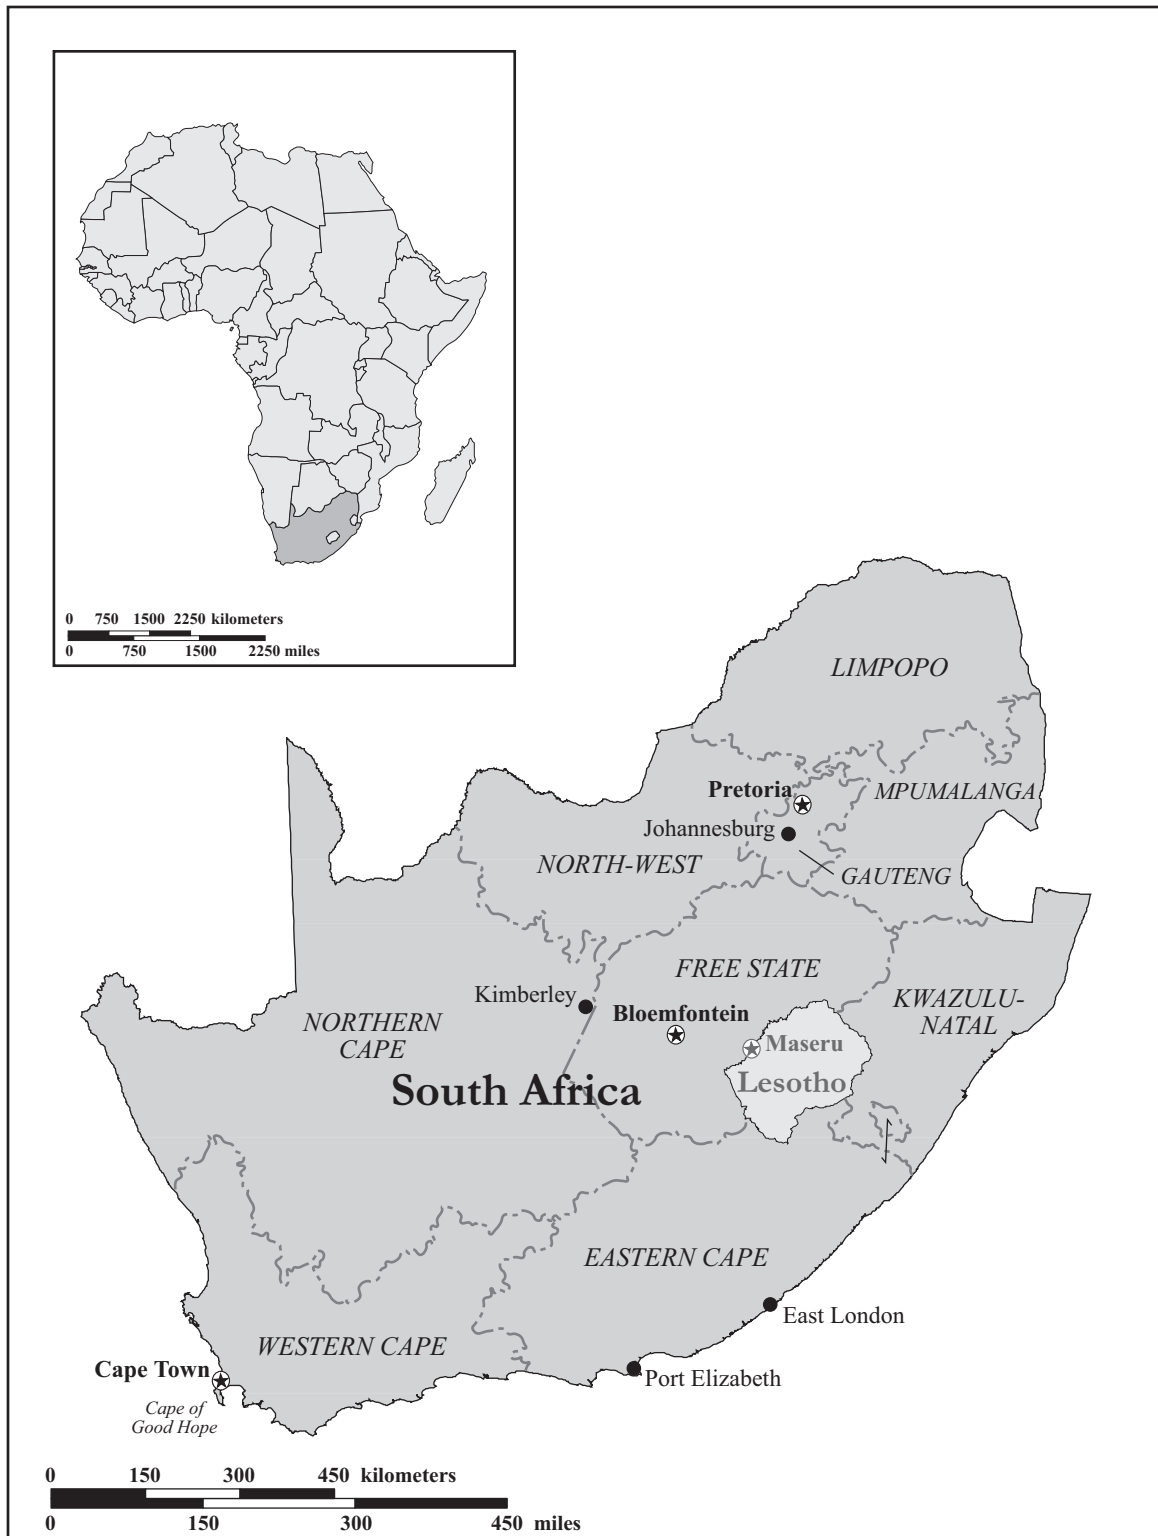 0 750 1500 2250 kilometers
0 750 1500 2250 miles
LIMPOPO
Pretoria
MPUMALANGA
Johannesburg
NORTH-WEST
GAUTENG
FREE STATE
Kimberley
KWAZULU-
NATAL
Bloemfontein
NORTHERN
CAPE
Maseru
South Africa
Lesotho
EASTERN CAPE
East London
WESTERN CAPE
Cape Town
Port Elizabeth
Cape of
Good Hope
0 150 300 450 kilometers
0 150 300 450 miles